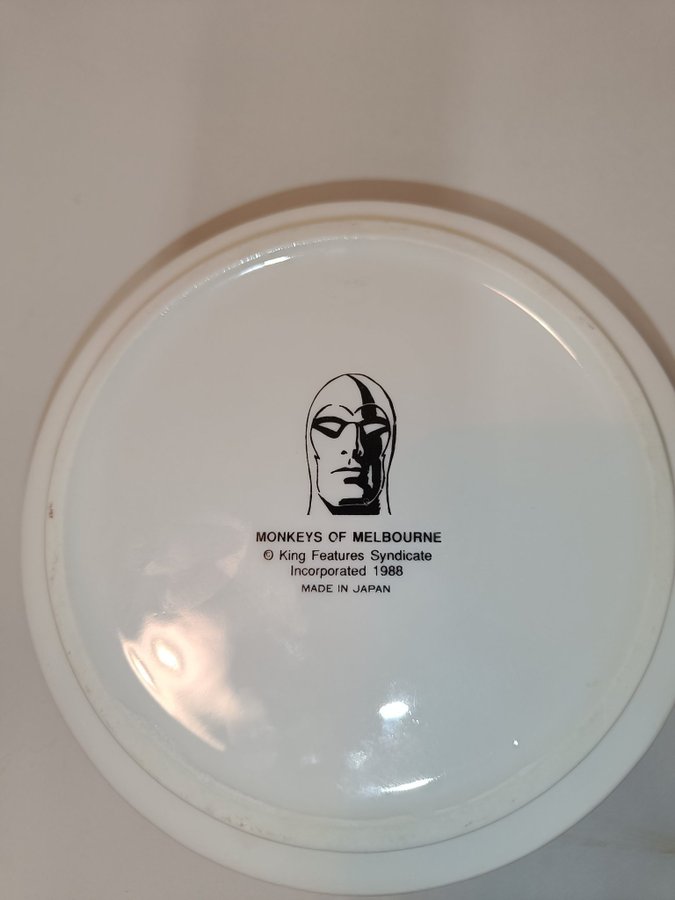 MONKEYS OF MELBOURNE
© King Features Syndicate
Incorporated 1988
MADE IN JAPAN